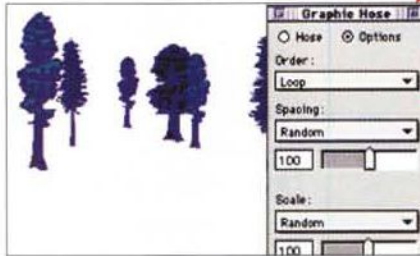 Graphic Hose
Hose Options
Order:
Loop
Spacing:
Random
100
Scale:
Random
100